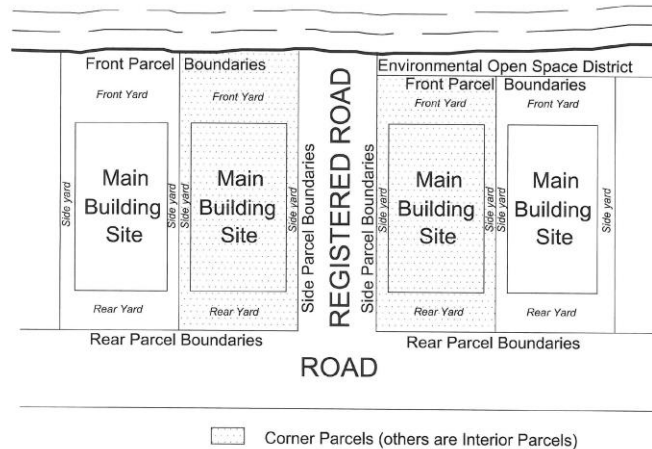 Front Parcel Boundaries
Environmental Open Space District
Front Parcel Boundaries
Front Yard
Front Yard
Front Yard
Front Yard
Side yard
Main Building Site
Side yard
Side yard
Main Building Site
Side Parcel Boundaries
REGISTERED ROAD
Side Parcel Boundaries
Side yard
Main Building Site
Side yard
Side yard
Main Building Site
Side yard
Rear Yard
Rear Yard
Rear Yard
Rear Yard
Rear Parcel Boundaries
Rear Parcel Boundaries
ROAD
Corner Parcels (others are Interior Parcels)